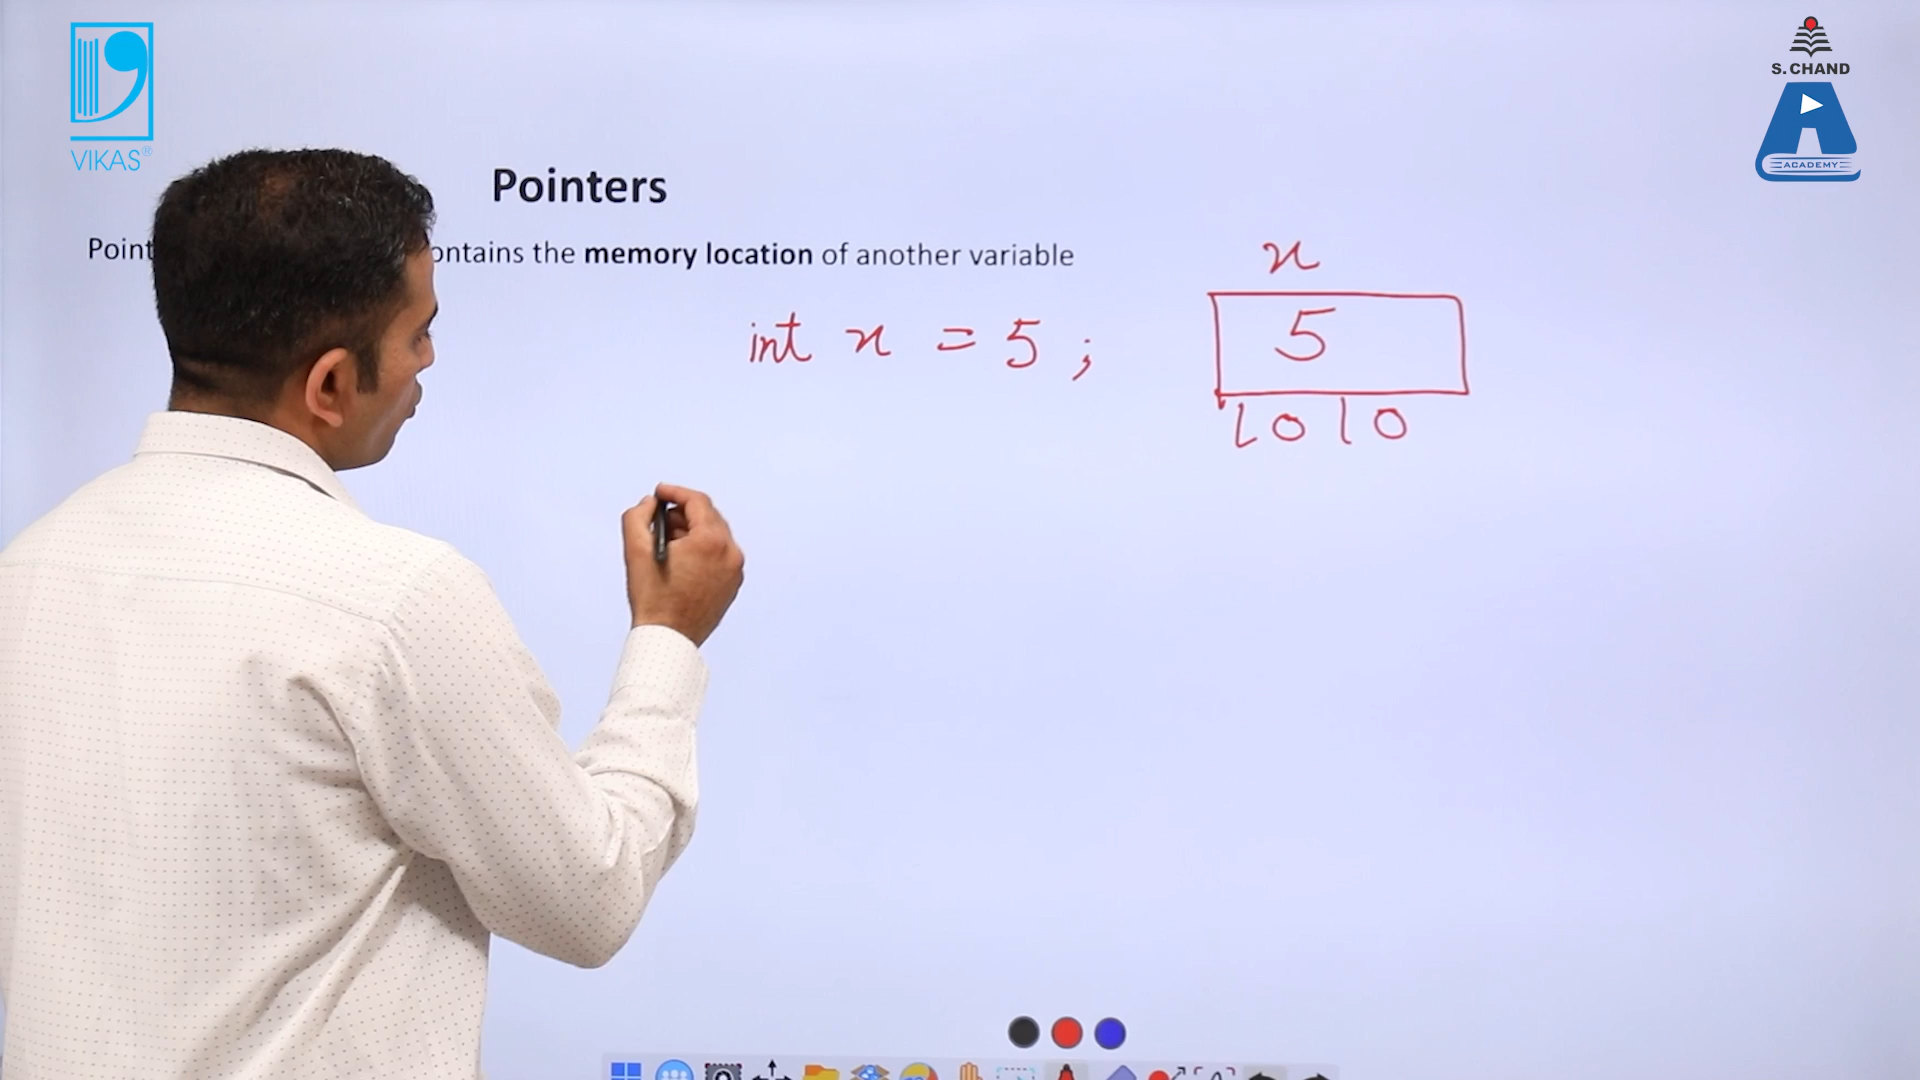 VIKAS®
S. CHAND
ACADEMY
Pointers
Point ontains the memory location of another variable
x
int x = 5 ;
5
1010